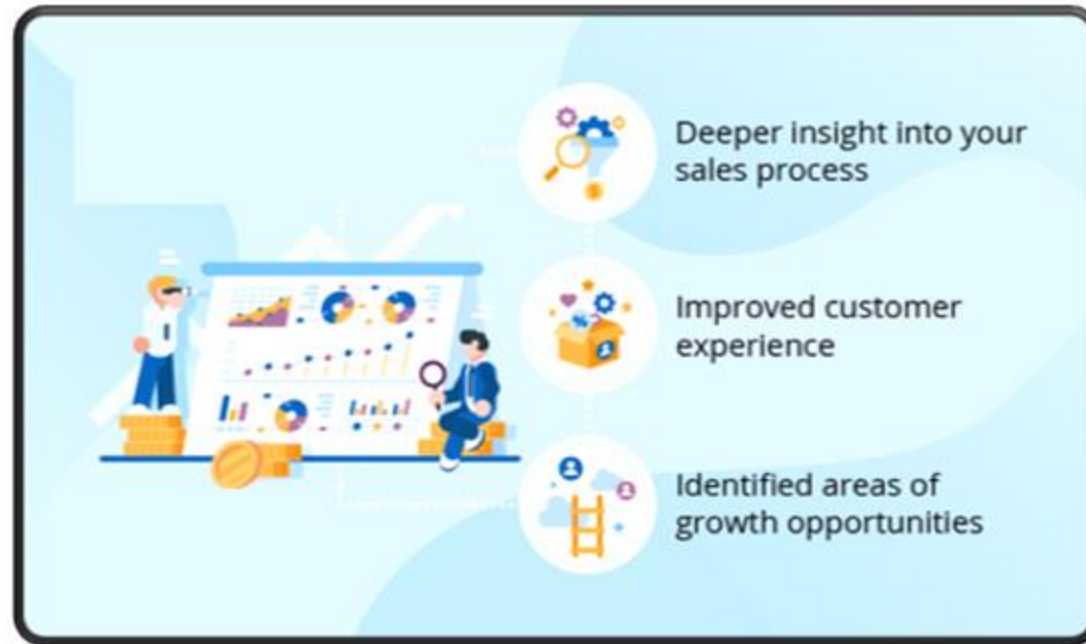 Deeper insight into your
sales process
Improved customer
experience
Identified areas of
growth opportunities